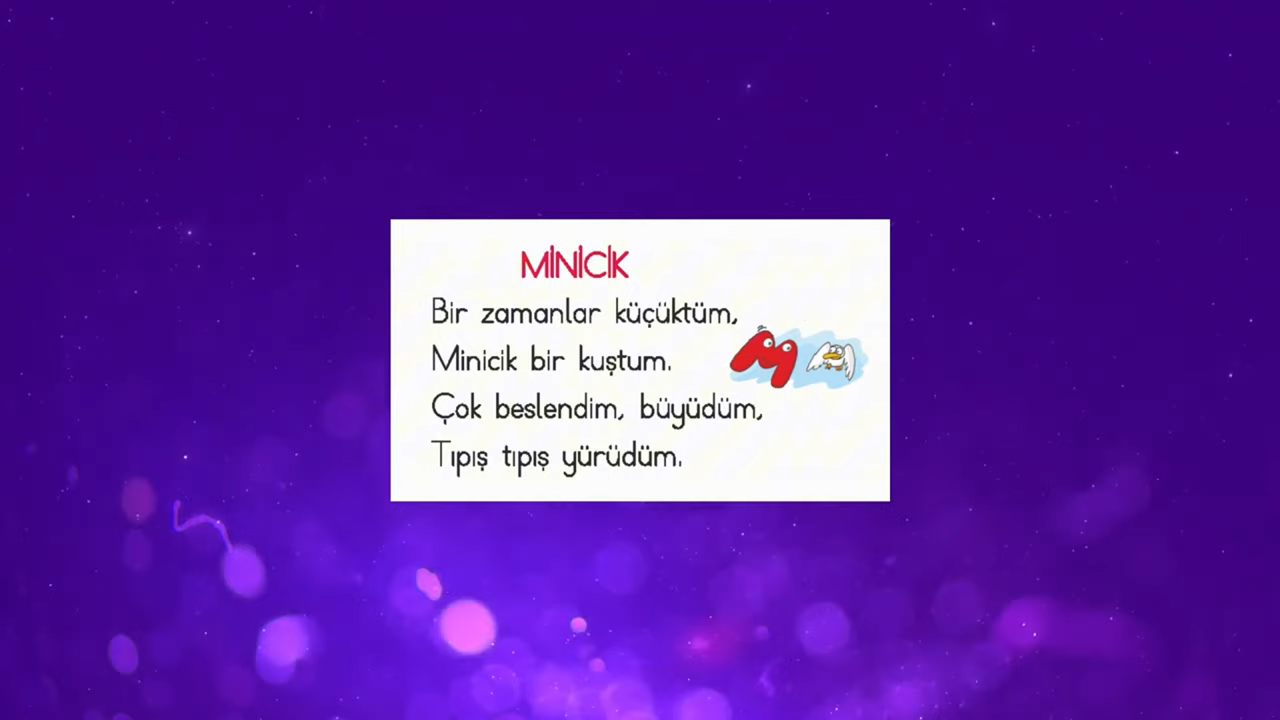 MİNİCİK
Bir zamanlar küçüktüm,
Minicik bir kuştum.
Çok beslendim, büyüdüm,
Tıpış tıpış yürüdüm.